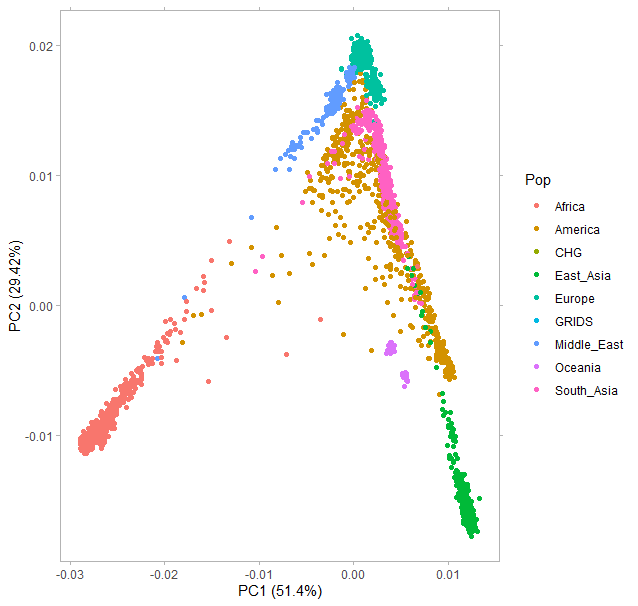 0.02
0.01
0.00
-0.01
PC2 (29.42%)
-0.03
-0.02
-0.01
0.00
0.01
PC1 (51.4%)
Pop
Africa
America
CHG
East_Asia
Europe
GRIDS
Middle_East
Oceania
South_Asia